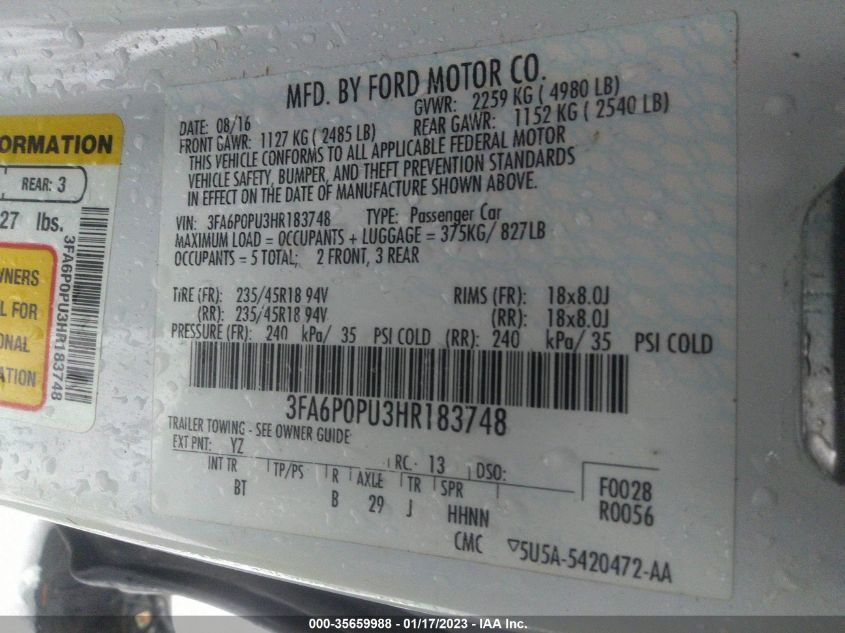 MFD. BY FORD MOTOR CO.
DATE: 08/16 GVWR: 2259 KG ( 4980 LB)
FRONT GAWR: 1127 KG ( 2485 LB) REAR GAWR: 1152 KG ( 2540 LB)
THIS VEHICLE CONFORMS TO ALL APPLICABLE FEDERAL MOTOR
VEHICLE SAFETY, BUMPER, AND THEFT PREVENTION STANDARDS
IN EFFECT ON THE DATE OF MANUFACTURE SHOWN ABOVE.
VIN: 3FA6P0PU3HR183748 TYPE: Passenger Car
MAXIMUM LOAD = OCCUPANTS + LUGGAGE = 375KG/ 827LB
OCCUPANTS = 5 TOTAL; 2 FRONT, 3 REAR
TIRE (FR): 235/45R18 94V RIMS (FR): 18x8.0J
(RR): 235/45R18 94V (RR): 18x8.0J
PRESSURE (FR): 240 kPa/ 35 PSI COLD (RR): 240 kPa/ 35 PSI COLD
3FA6P0PU3HR183748
TRAILER TOWING - SEE OWNER GUIDE
EXT PNT: YZ RC: 13 DSO:
INT TR TP/PS R AXLE TR SPR F0028
BT B 29 J HHNN R0056
CMC ▽5U5A-5420472-AA
ORMATION
REAR: 3
27 lbs.
3FA6P0PU3HR183748
WNERS
L FOR
ONAL
ATION
000-35659988 - 01/17/2023 - IAA Inc.